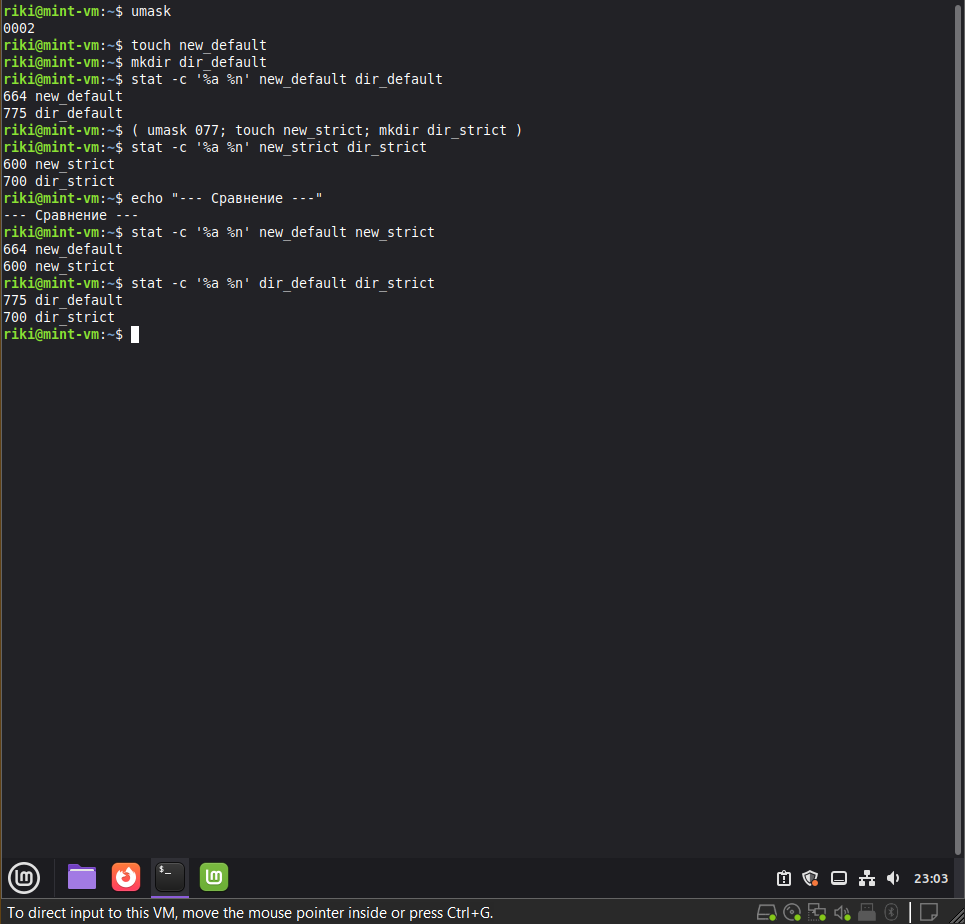 riki@mint-vm:~$ umask
0002
riki@mint-vm:~$ touch new_default
riki@mint-vm:~$ mkdir dir_default
riki@mint-vm:~$ stat -c '%a %n' new_default dir_default
664 new_default
775 dir_default
riki@mint-vm:~$ ( umask 077; touch new_strict; mkdir dir_strict )
riki@mint-vm:~$ stat -c '%a %n' new_strict dir_strict
600 new_strict
700 dir_strict
riki@mint-vm:~$ echo "--- Сравнение ---"
--- Сравнение ---
riki@mint-vm:~$ stat -c '%a %n' new_default new_strict
664 new_default
600 new_strict
riki@mint-vm:~$ stat -c '%a %n' dir_default dir_strict
775 dir_default
700 dir_strict
riki@mint-vm:~$
$_
23:03
To direct input to this VM, move the mouse pointer inside or press Ctrl+G.